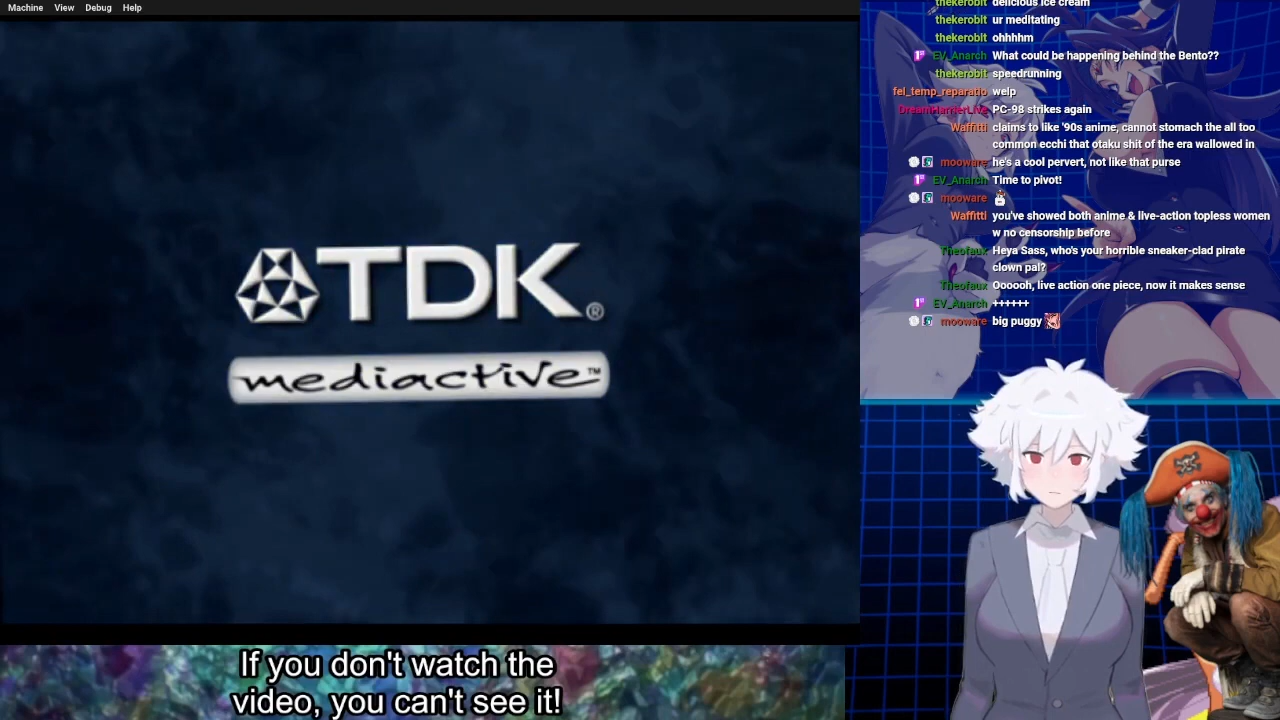 Machine View Debug Help
TDK®
mediactive™
If you don't watch the
video, you can't see it!
thekerobit delicious ice cream
thekerobit ur meditating
thekerobit ohhhhm
EV_Anarch What could be happening behind the Bento??
thekerobit speedrunning
fel_temp_reparatio welp
PC-98 strikes again
Waffitti claims to like '90s anime, cannot stomach the all too
common ecchi that otaku shit of the era wallowed in
mooware he's a cool pervert, not like that purse
EV_Anarch Time to pivot!
mooware
Waffitti you've showed both anime & live-action topless women
w no censorship before
Theofaux Heya Sass, who's your horrible sneaker-clad pirate
clown pal?
Theofaux Oooooh, live action one piece, now it makes sense
EV_Anarch ++++++
mooware big puggy